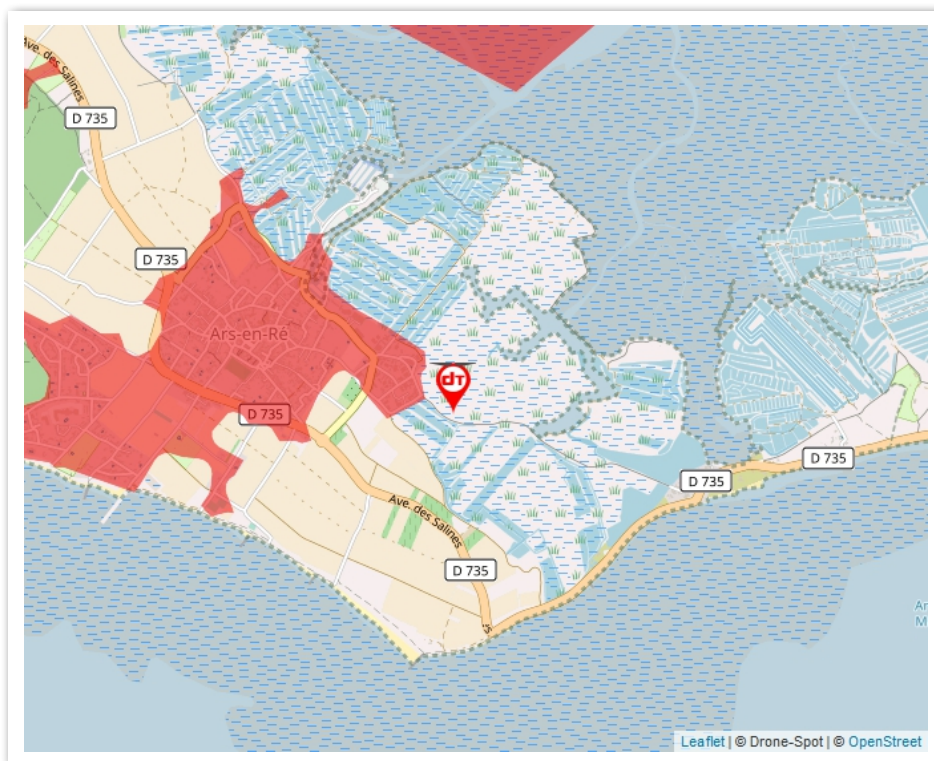 Ave. des Salines
D 735
D 735
Ars-en-Ré
dT
D 735
D 735
D 735
Ave. des Salines
D 735
Leaflet | © Drone-Spot | © OpenStreet